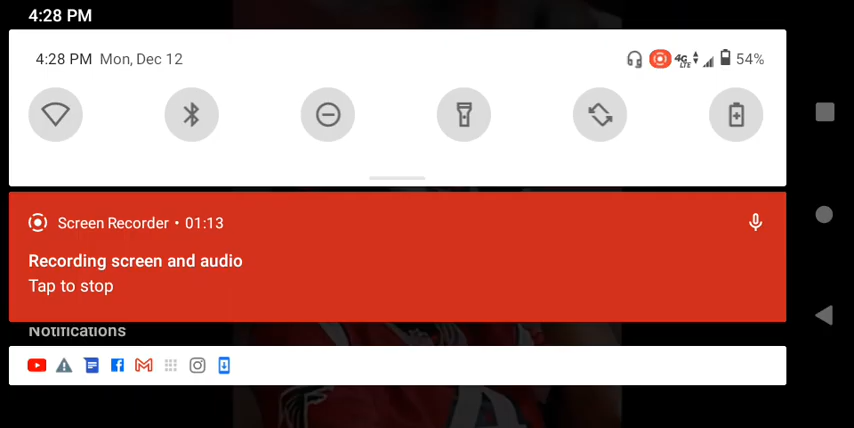 4:28 PM
4:28 PM Mon, Dec 12 4G LTE 54%
Screen Recorder • 01:13
Recording screen and audio
Tap to stop
Notifications